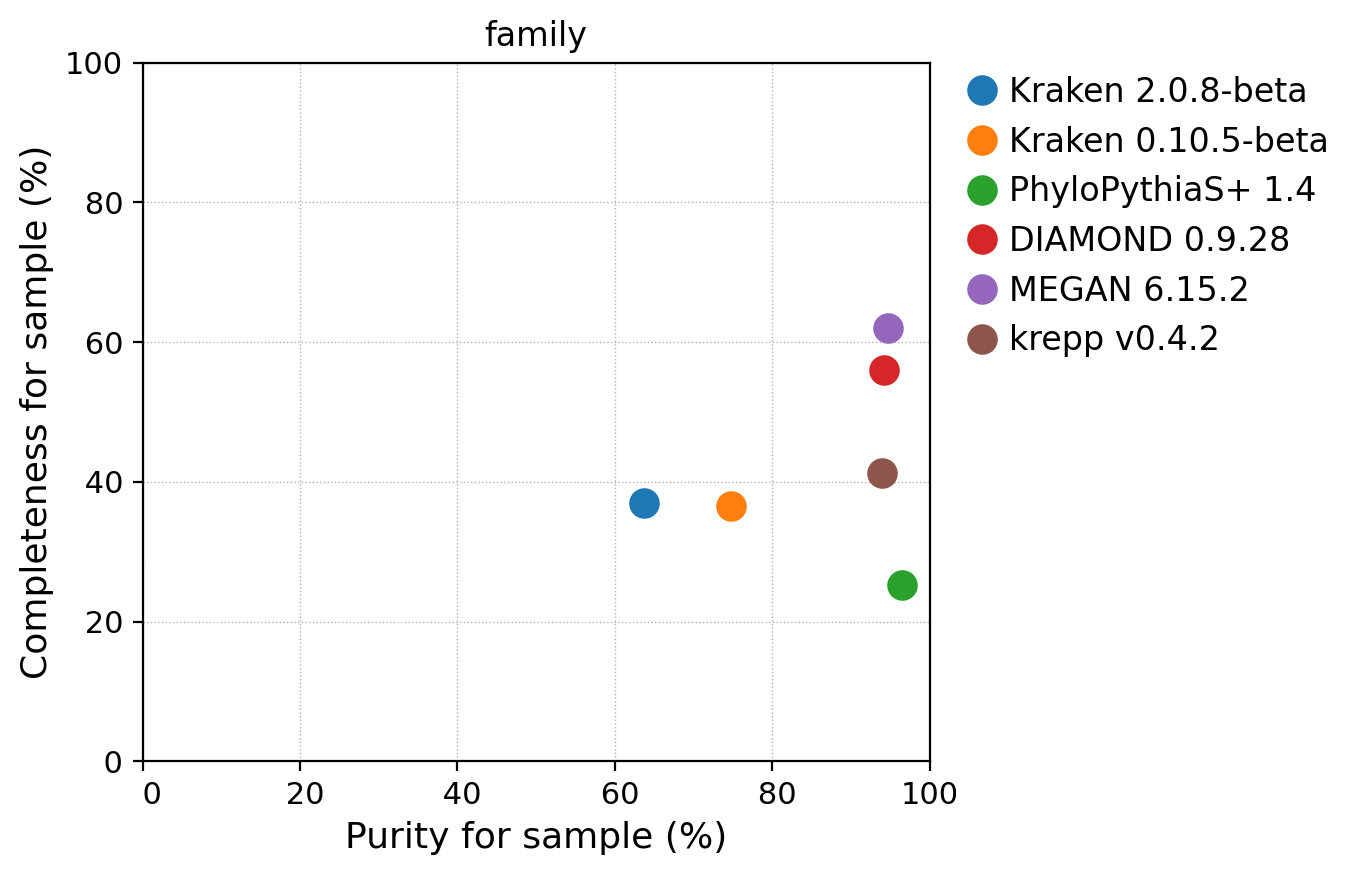 family
Completeness for sample (%)
100
80
60
40
20
0
0 20 40 60 80 100
Purity for sample (%)
Kraken 2.0.8-beta
Kraken 0.10.5-beta
PhyloPythiaS+ 1.4
DIAMOND 0.9.28
MEGAN 6.15.2
krepp v0.4.2